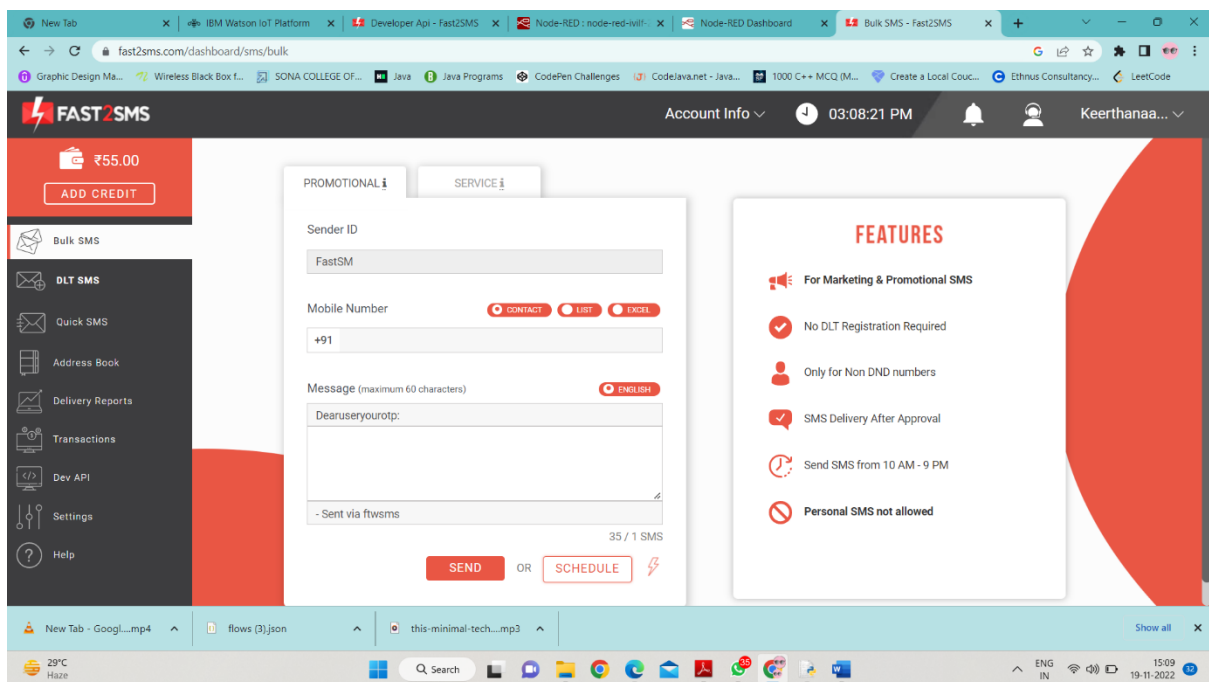 New Tab
IBM Watson IoT Platform
Developer Api - Fast2SMS
Node-RED : node-red-ivilf-
Node-RED Dashboard
Bulk SMS - Fast2SMS
fast2sms.com/dashboard/sms/bulk
Graphic Design Ma...
Wireless Black Box f...
SONA COLLEGE OF...
Java
Java Programs
CodePen Challenges
CodeJava.net - Java...
1000 C++ MCQ (M...
Create a Local Couc...
Ethnus Consultancy...
LeetCode
FAST2SMS
Account Info
03:08:21 PM
Keerthanaa...
₹55.00
ADD CREDIT
Bulk SMS
DLT SMS
Quick SMS
Address Book
Delivery Reports
Transactions
Dev API
Settings
Help
PROMOTIONAL i
SERVICE i
Sender ID
FastSM
Mobile Number
CONTACT
LIST
EXCEL
+91
Message (maximum 60 characters)
ENGLISH
Dearuseryourotp:
- Sent via ftwsms
35 / 1 SMS
SEND
OR
SCHEDULE
FEATURES
For Marketing & Promotional SMS
No DLT Registration Required
Only for Non DND numbers
SMS Delivery After Approval
Send SMS from 10 AM - 9 PM
Personal SMS not allowed
New Tab - Googl....mp4
flows (3).json
this-minimal-tech....mp3
Show all
29°C
Haze
Search
35
ENG
IN
15:09
19-11-2022
32